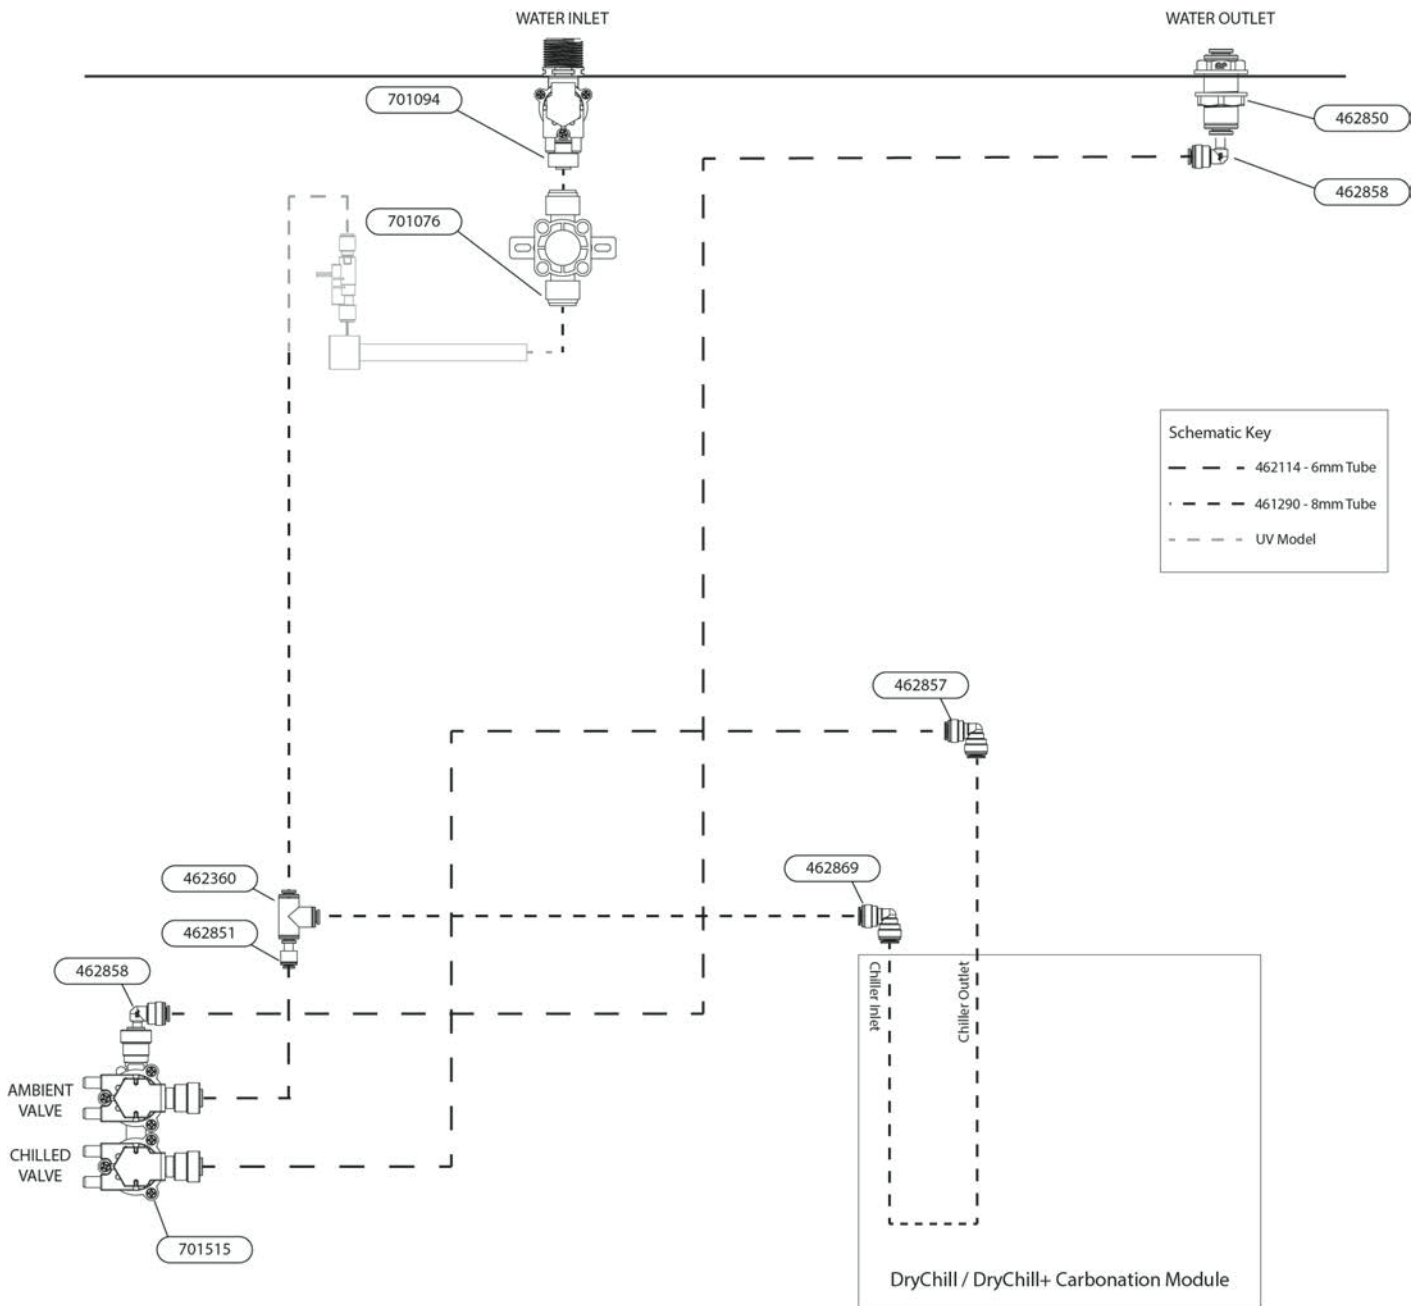 WATER INLET
WATER OUTLET
701094
462850
462858
701076
Schematic Key
462114 - 6mm Tube
461290 - 8mm Tube
UV Model
462857
462869
462360
462851
462858
Chiller Inlet
Chiller Outlet
AMBIENT
VALVE
CHILLED
VALVE
701515
DryChill / DryChill+ Carbonation Module